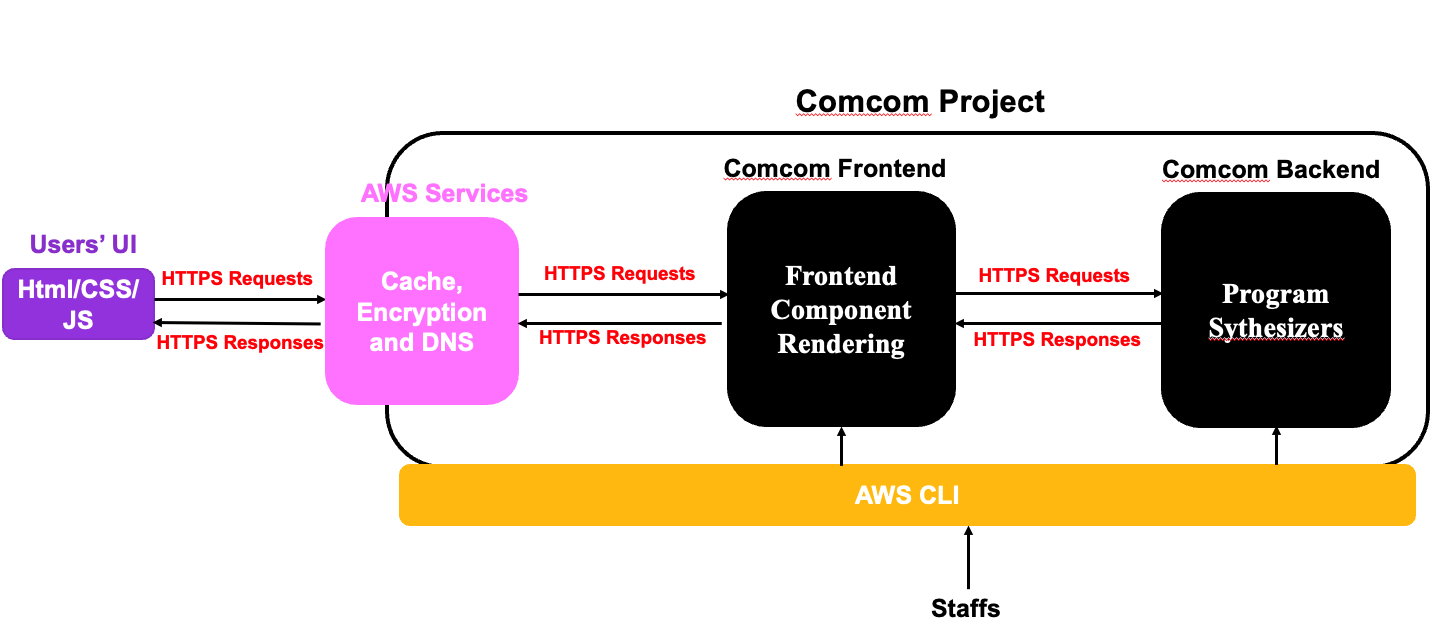 Comcom Project
Comcom Frontend
Comcom Backend
AWS Services
Users’ UI
Html/CSS/
JS
HTTPS Requests
HTTPS Responses
Cache,
Encryption
and DNS
HTTPS Requests
HTTPS Responses
Frontend
Component
Rendering
HTTPS Requests
HTTPS Responses
Program
Sythesizers
AWS CLI
Staffs